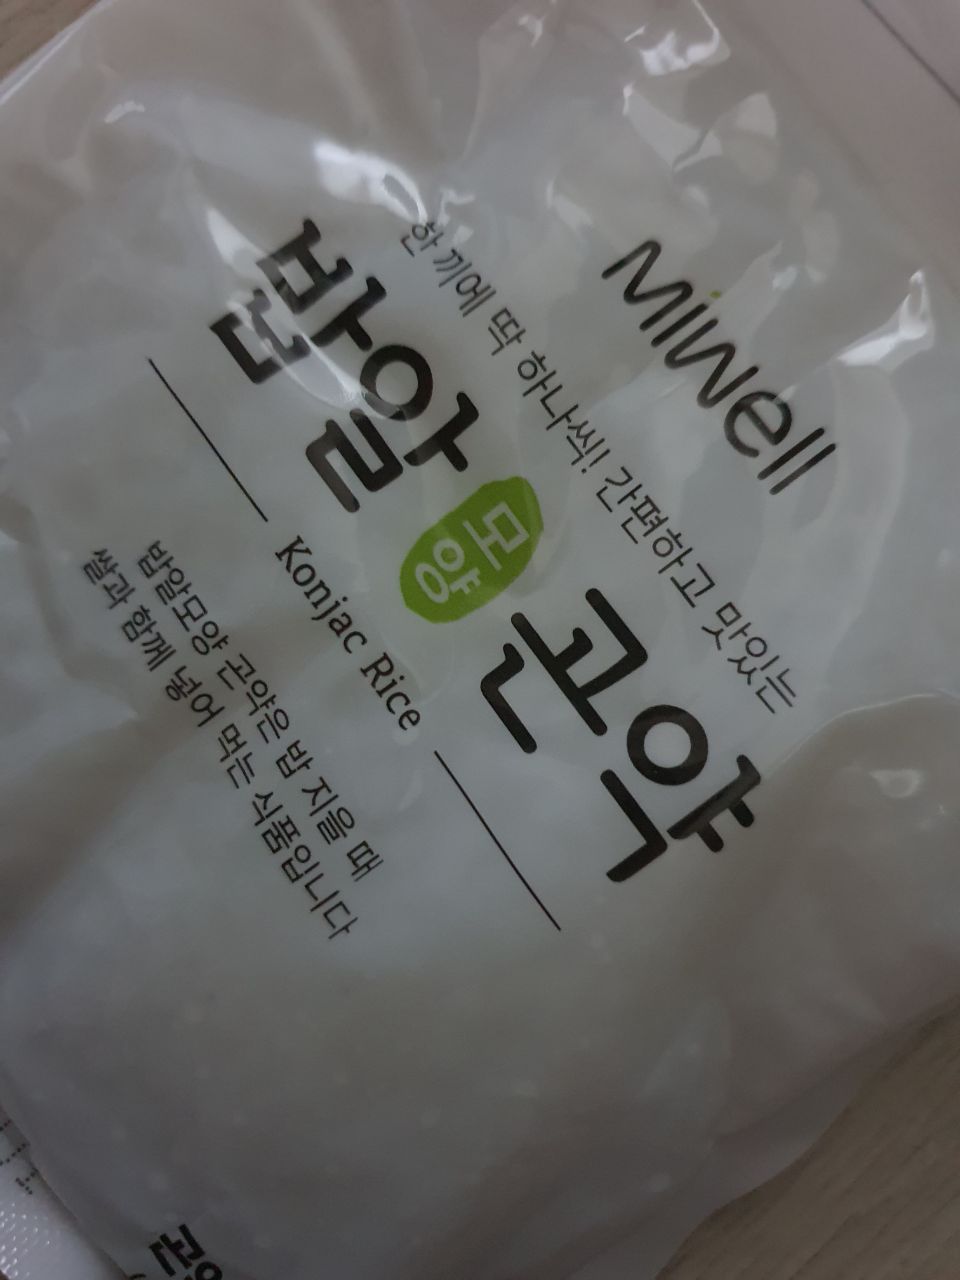 Miwell
한 끼에 딱 하나씩! 간편하고 맛있는
밥알 모양 곤약
Konjac Rice
밥알모양 곤약은 밥 지을 때
쌀과 함께 넣어 먹는 식품입니다
곤약